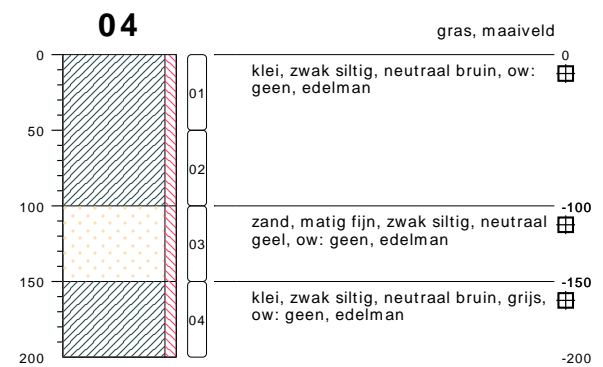 04
gras, maaiveld
0
0
klei, zwak siltig, neutraal bruin, ow:
geen, edelman
01
50
02
100
-100
zand, matig fijn, zwak siltig, neutraal
geel, ow: geen, edelman
03
150
-150
klei, zwak siltig, neutraal bruin, grijs,
ow: geen, edelman
04
200
-200